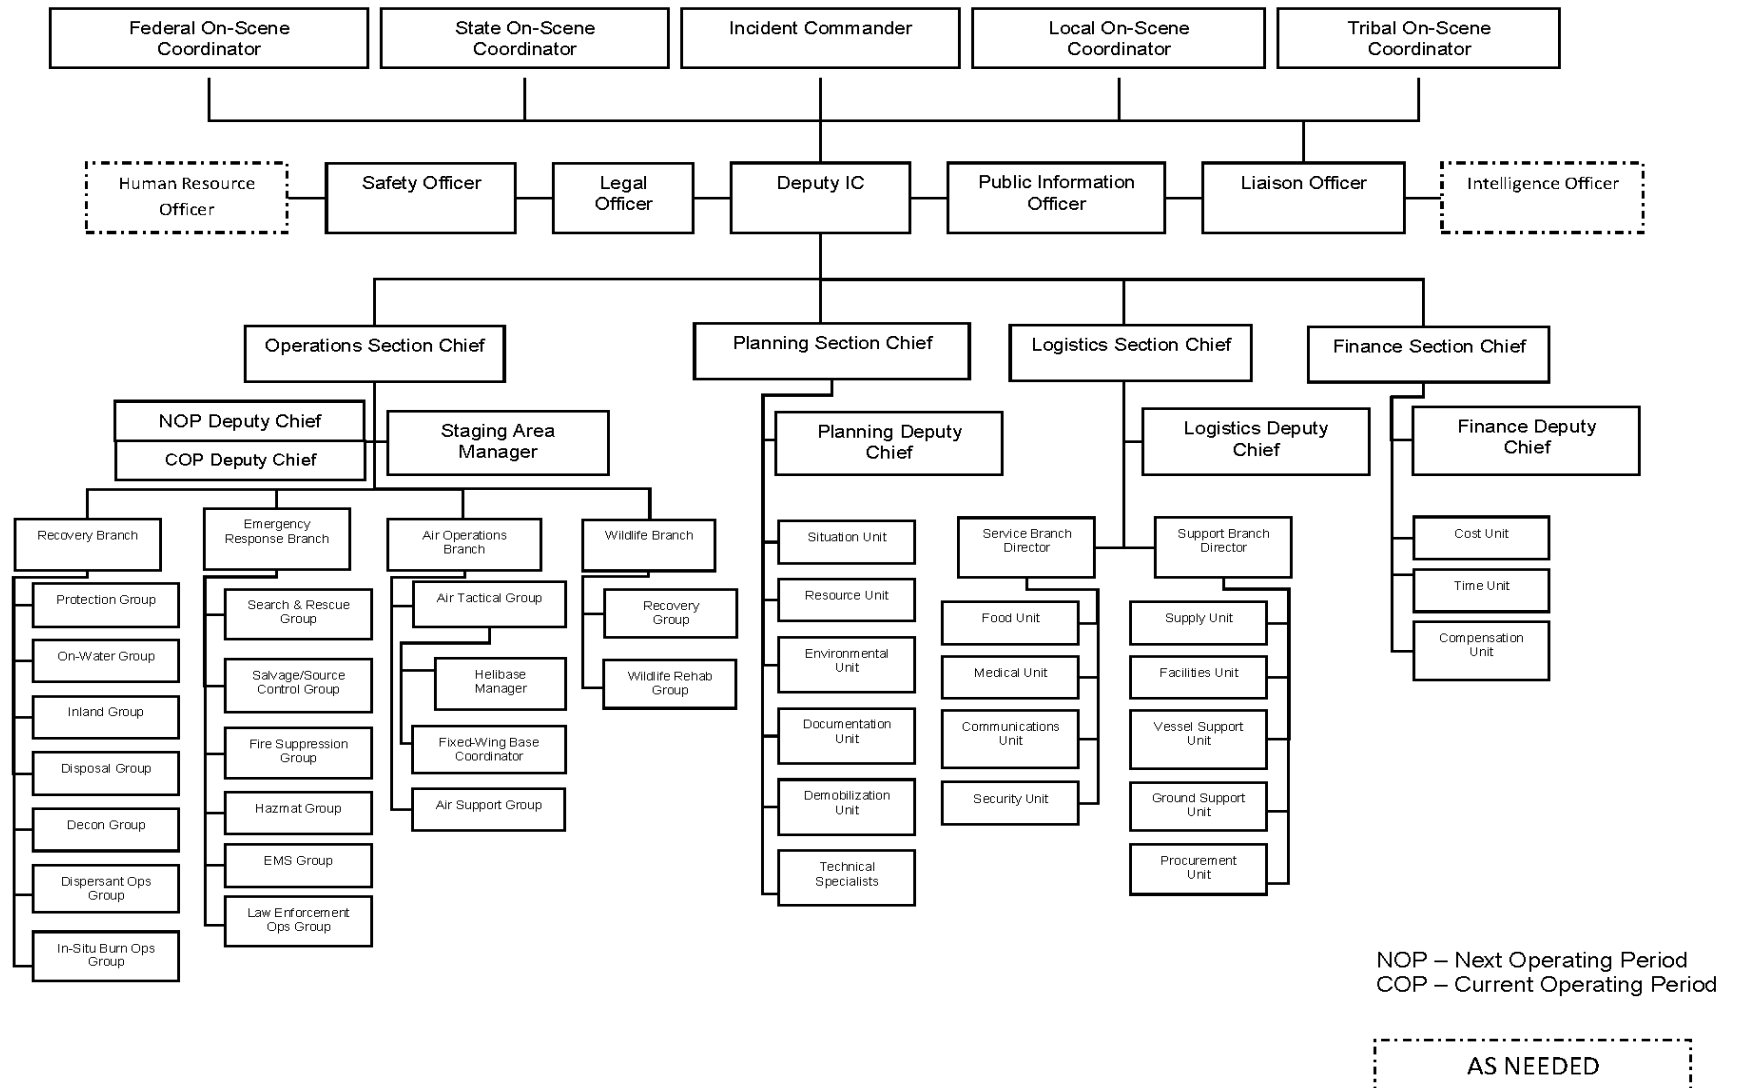 Federal On-Scene
Coordinator
State On-Scene
Coordinator
Incident Commander
Local On-Scene
Coordinator
Tribal On-Scene
Coordinator
Human Resource
Officer
Safety Officer
Legal
Officer
Deputy IC
Public Information
Officer
Liaison Officer
Intelligence Officer
Operations Section Chief
Planning Section Chief
Logistics Section Chief
Finance Section Chief
NOP Deputy Chief
COP Deputy Chief
Staging Area
Manager
Planning Deputy
Chief
Logistics Deputy
Chief
Finance Deputy
Chief
Recovery Branch
Protection Group
On-Water Group
Inland Group
Disposal Group
Decon Group
Dispersant Ops
Group
In-Situ Burn Ops
Group
Emergency
Response Branch
Search & Rescue
Group
Salvage/Source
Control Group
Fire Suppression
Group
Hazmat Group
EMS Group
Law Enforcement
Ops Group
Air Operations
Branch
Air Tactical Group
Helibase
Manager
Fixed-Wing Base
Coordinator
Air Support Group
Wildlife Branch
Recovery
Group
Wildlife Rehab
Group
Situation Unit
Resource Unit
Environmental
Unit
Documentation
Unit
Demobilization
Unit
Technical
Specialists
Service Branch
Director
Food Unit
Medical Unit
Communications
Unit
Security Unit
Support Branch
Director
Supply Unit
Facilities Unit
Vessel Support
Unit
Ground Support
Unit
Procurement
Unit
Cost Unit
Time Unit
Compensation
Unit
NOP – Next Operating Period
COP – Current Operating Period
AS NEEDED